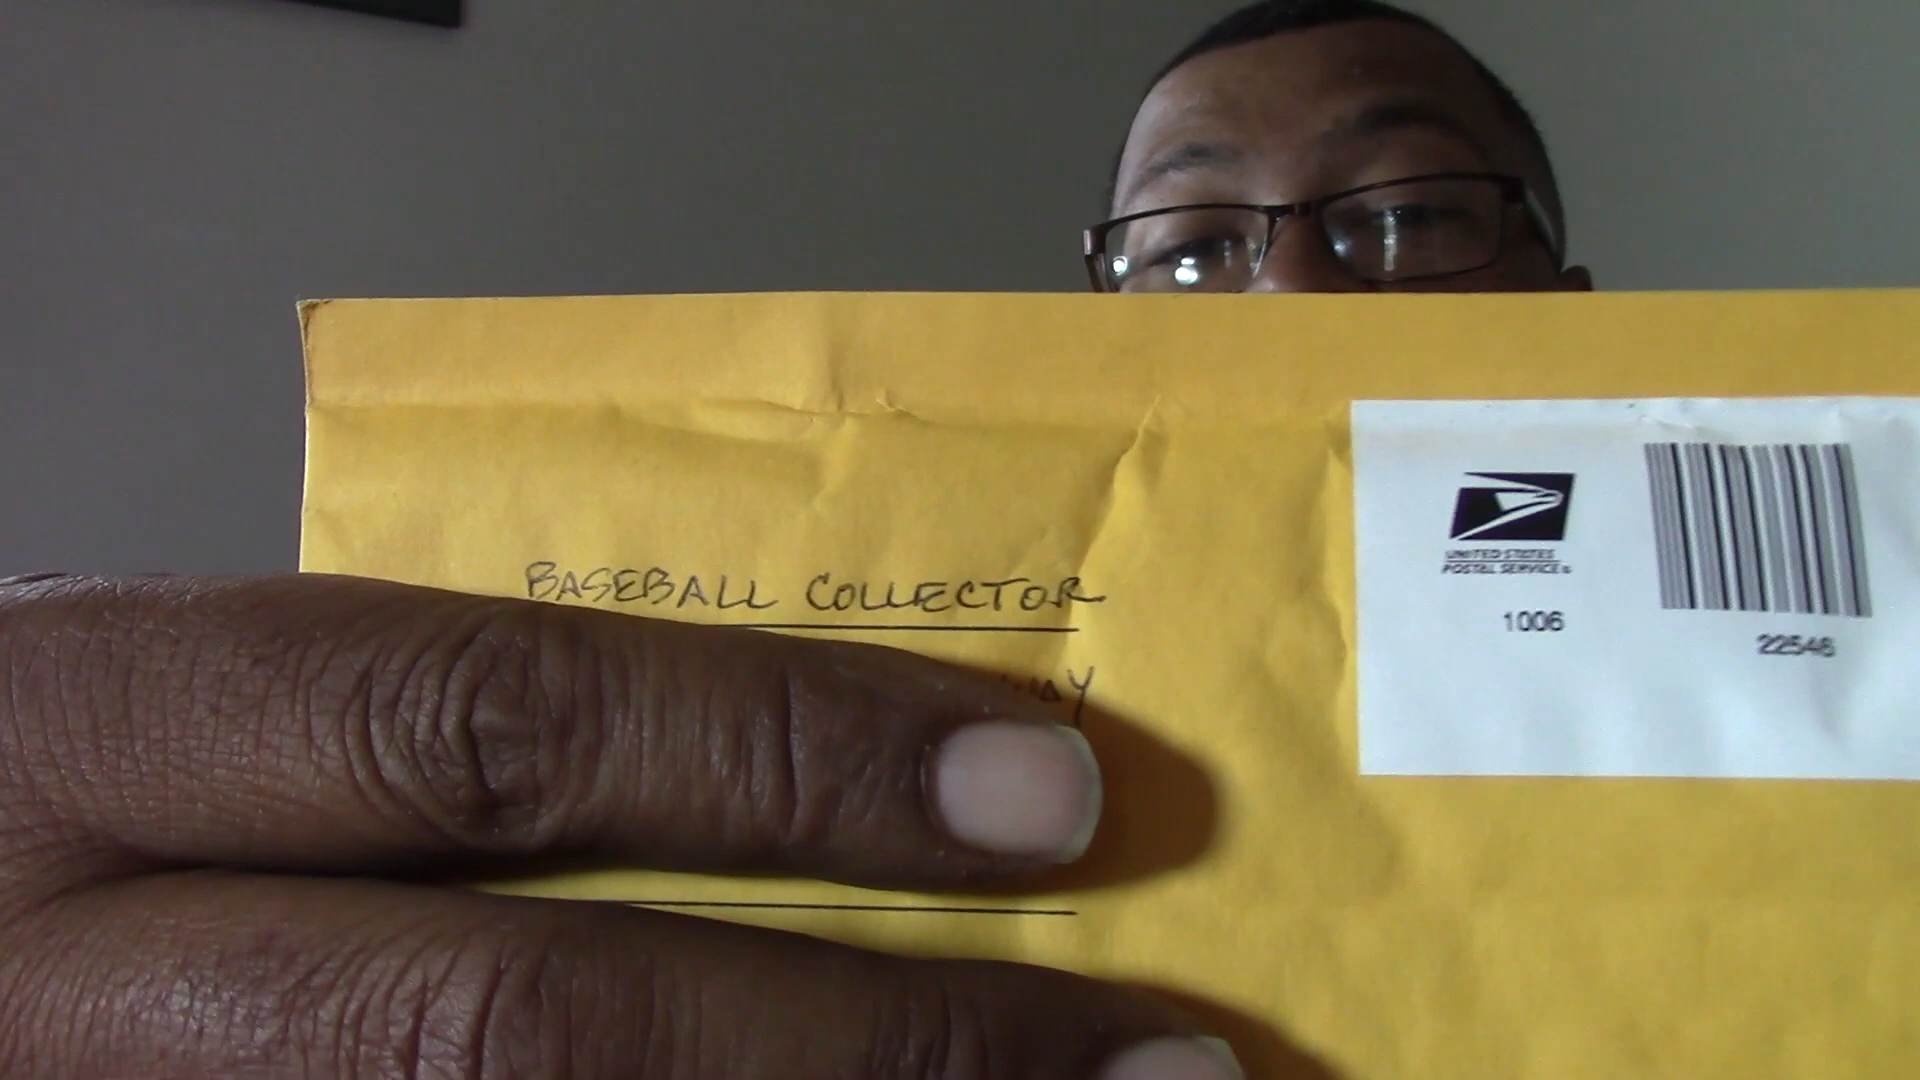 BASEBALL COLLECTOR
UNITED STATES
POSTAL SERVICE®
1006
22546